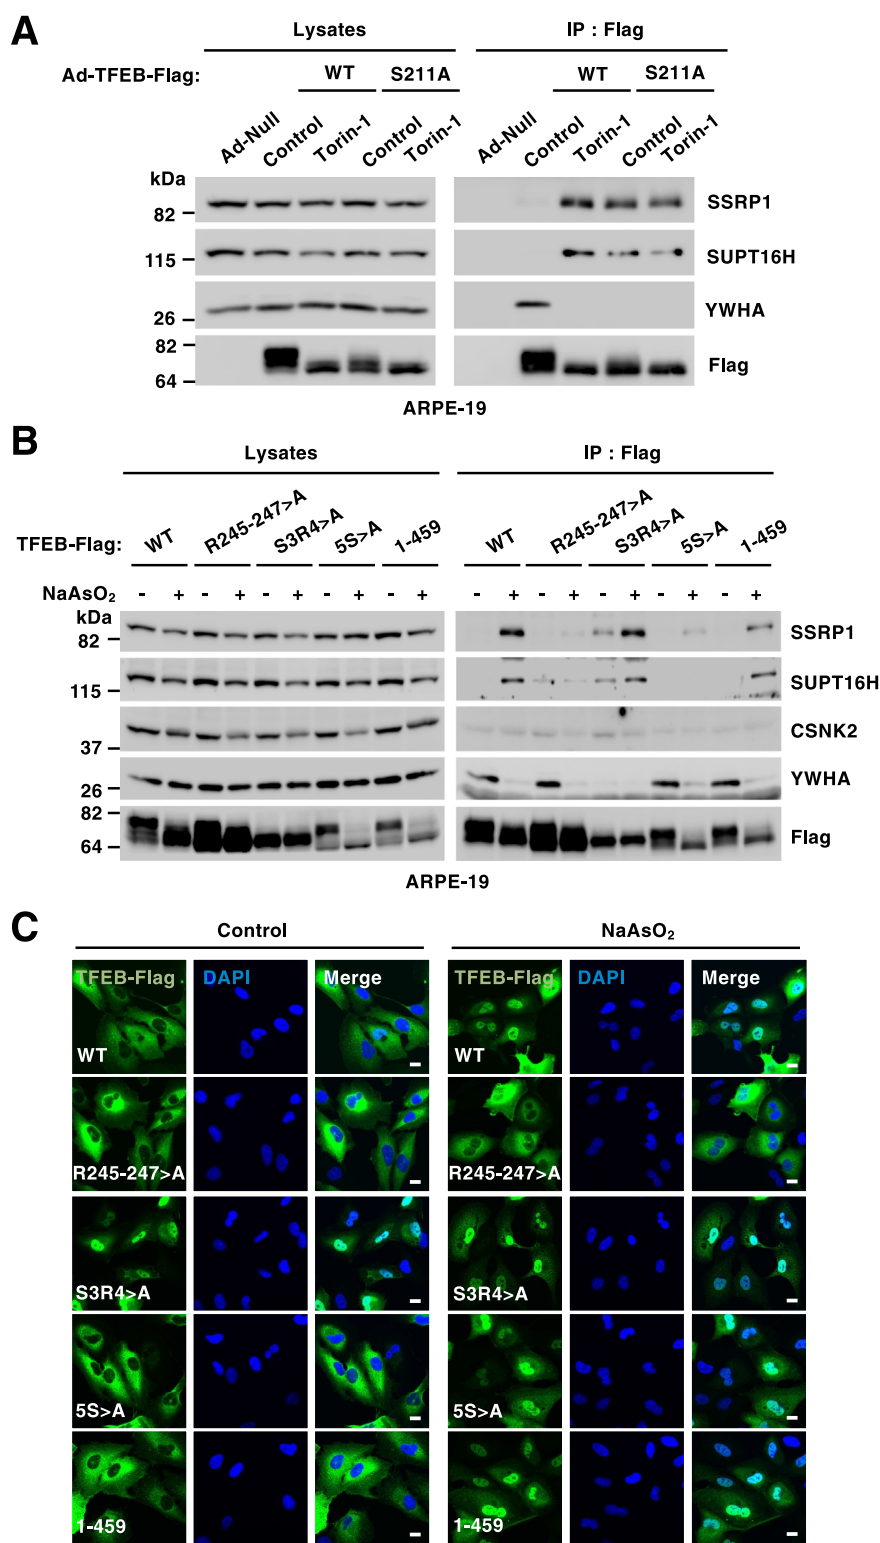 A
Lysates
IP : Flag
Ad-TFEB-Flag:
WT
S211A
WT
S211A
Ad-Null
Control
Torin-1
Control
Torin-1
Ad-Null
Control
Torin-1
Control
Torin-1
kDa
82
SSRP1
115
SUPT16H
26
YWHA
82
64
Flag
ARPE-19
B
Lysates
IP : Flag
TFEB-Flag:
WT
R245-247>A
S3R4>A
5S>A
1-459
WT
R245-247>A
S3R4>A
5S>A
1-459
NaAsO₂
- + - + - + - + - +
- + - + - + - + - +
kDa
82
SSRP1
115
SUPT16H
37
CSNK2
26
YWHA
82
64
Flag
ARPE-19
C
Control
NaAsO₂
TFEB-Flag
DAPI
Merge
TFEB-Flag
DAPI
Merge
WT
WT
R245-247>A
R245-247>A
S3R4>A
S3R4>A
5S>A
5S>A
1-459
1-459